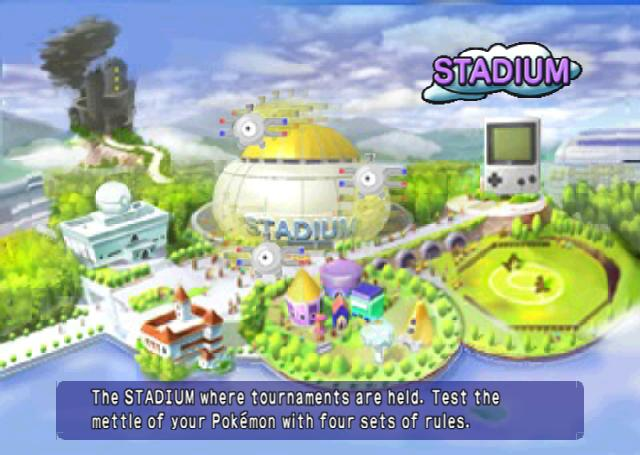 STADIUM
STADIUM
The STADIUM where tournaments are held. Test the
mettle of your Pokémon with four sets of rules.